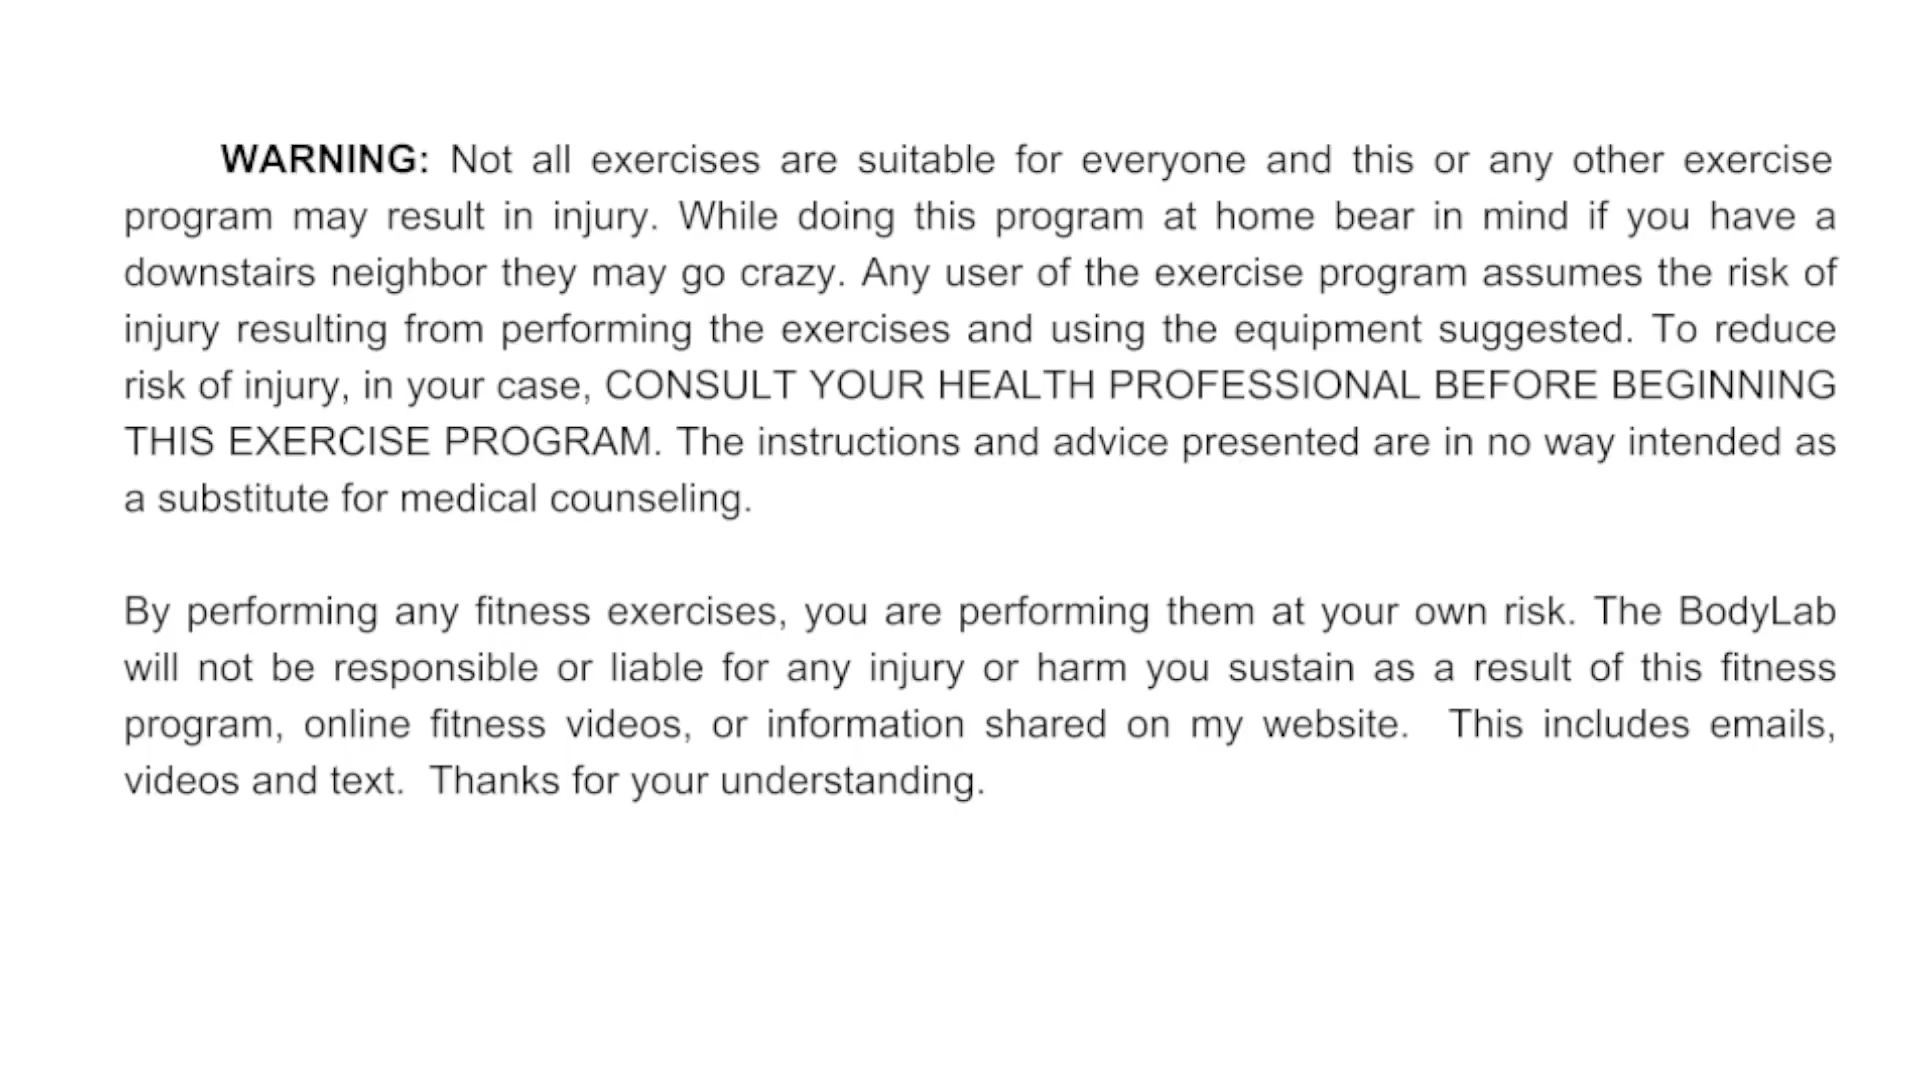 WARNING: Not all exercises are suitable for everyone and this or any other exercise
program may result in injury. While doing this program at home bear in mind if you have a
downstairs neighbor they may go crazy. Any user of the exercise program assumes the risk of
injury resulting from performing the exercises and using the equipment suggested. To reduce
risk of injury, in your case, CONSULT YOUR HEALTH PROFESSIONAL BEFORE BEGINNING
THIS EXERCISE PROGRAM. The instructions and advice presented are in no way intended as
a substitute for medical counseling.
By performing any fitness exercises, you are performing them at your own risk. The BodyLab
will not be responsible or liable for any injury or harm you sustain as a result of this fitness
program, online fitness videos, or information shared on my website.  This includes emails,
videos and text.  Thanks for your understanding.